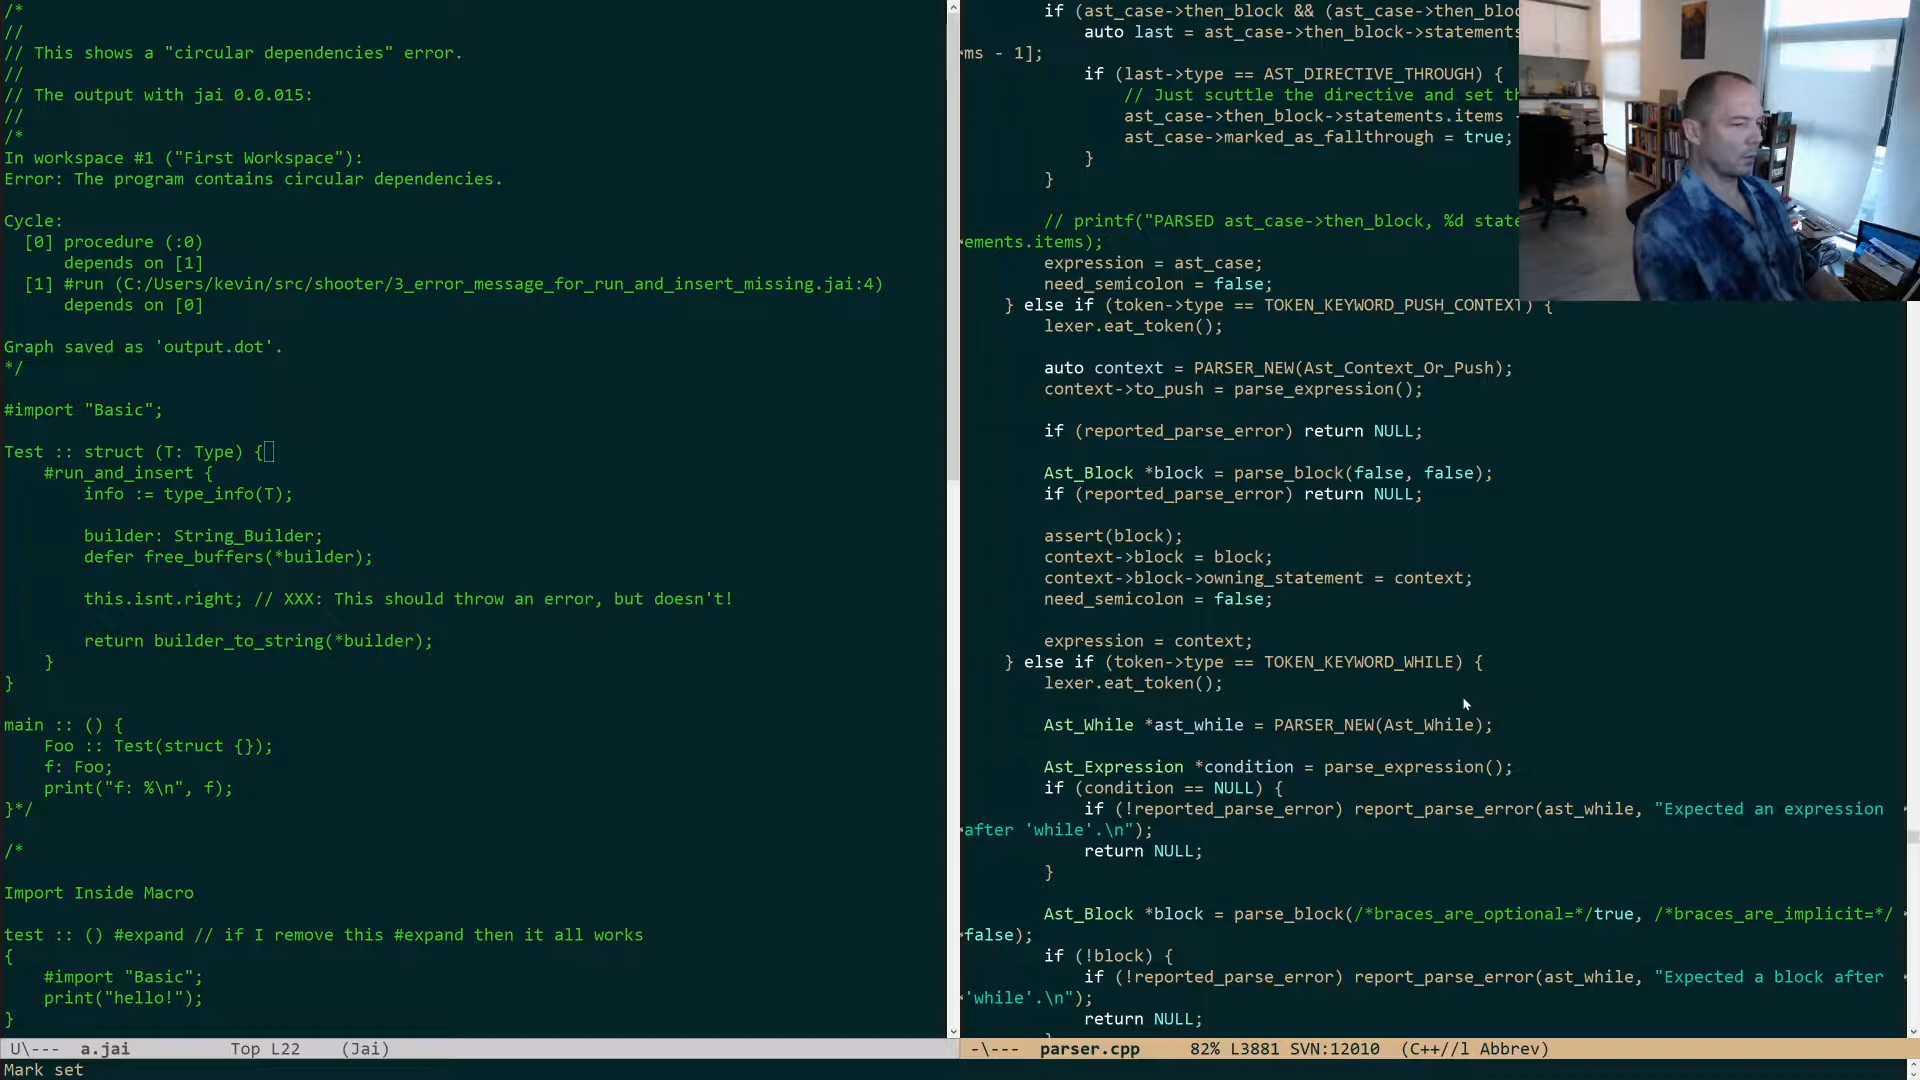 /*
//
// This shows a "circular dependencies" error.
//
// The output with jai 0.0.015:
//
/*
In workspace #1 ("First Workspace"):
Error: The program contains circular dependencies.
Cycle:
[0] procedure (:0)
depends on [1]
[1] #run (C:/Users/kevin/src/shooter/3_error_message_for_run_and_insert_missing.jai:4)
depends on [0]
Graph saved as 'output.dot'.
*/
#import "Basic";
Test :: struct (T: Type) {
#run_and_insert {
info := type_info(T);
builder: String_Builder;
defer free_buffers(*builder);
this.isnt.right; // XXX: This should throw an error, but doesn't!
return builder_to_string(*builder);
}
}
main :: () {
Foo :: Test(struct {});
f: Foo;
print("f: %\n", f);
}*/
/*
Import Inside Macro
test :: () #expand // if I remove this #expand then it all works
{
#import "Basic";
print("hello!");
}
U\--- a.jai Top L22 (Jai)
Mark set
if (ast_case->then_block && (ast_case->then_bloc
auto last = ast_case->then_block->statements
ms - 1];
if (last->type == AST_DIRECTIVE_THROUGH) {
// Just scuttle the directive and set th
ast_case->then_block->statements.items -
ast_case->marked_as_fallthrough = true;
}
}
// printf("PARSED ast_case->then_block, %d state
ements.items);
expression = ast_case;
need_semicolon = false;
} else if (token->type == TOKEN_KEYWORD_PUSH_CONTEXT) {
lexer.eat_token();
auto context = PARSER_NEW(Ast_Context_Or_Push);
context->to_push = parse_expression();
if (reported_parse_error) return NULL;
Ast_Block *block = parse_block(false, false);
if (reported_parse_error) return NULL;
assert(block);
context->block = block;
context->block->owning_statement = context;
need_semicolon = false;
expression = context;
} else if (token->type == TOKEN_KEYWORD_WHILE) {
lexer.eat_token();
Ast_While *ast_while = PARSER_NEW(Ast_While);
Ast_Expression *condition = parse_expression();
if (condition == NULL) {
if (!reported_parse_error) report_parse_error(ast_while, "Expected an expression
after 'while'.\n");
return NULL;
}
Ast_Block *block = parse_block(/*braces_are_optional=*/true, /*braces_are_implicit=*/
false);
if (!block) {
if (!reported_parse_error) report_parse_error(ast_while, "Expected a block after
'while'.\n");
return NULL;
-\--- parser.cpp 82% L3881 SVN:12010 (C++//l Abbrev)